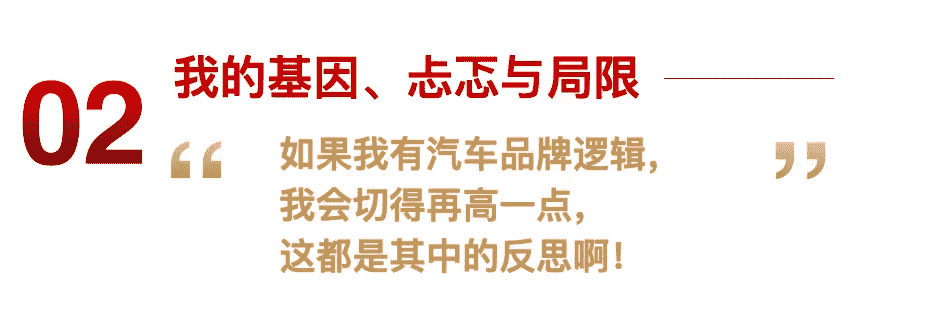 02
我的基因、忐忑与局限
“如果我有汽车品牌逻辑，”
我会切得再高一点，
这都是其中的反思啊！